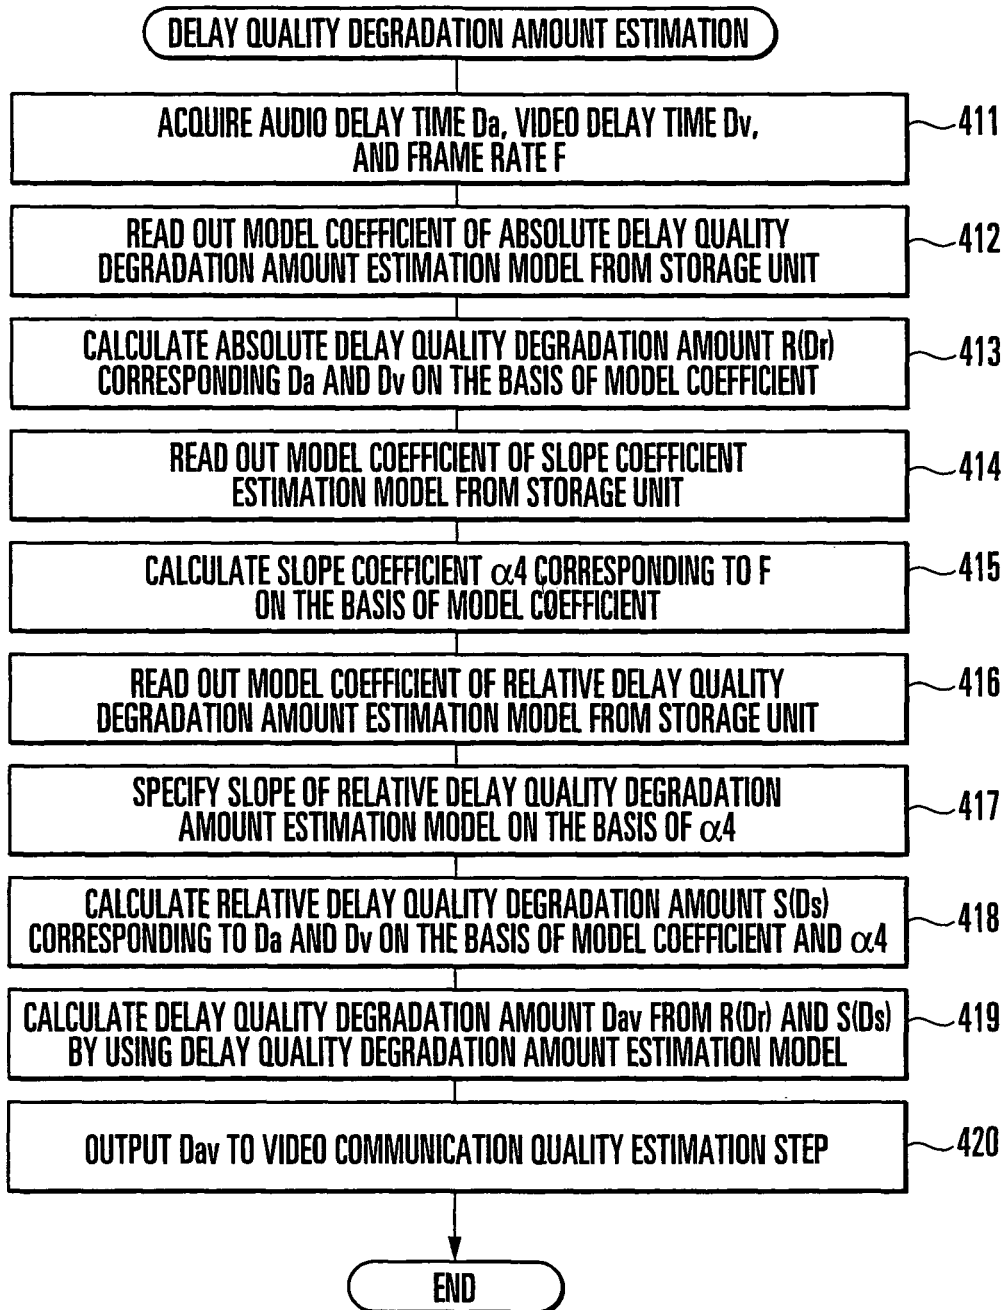 DELAY QUALITY DEGRADATION AMOUNT ESTIMATION
ACQUIRE AUDIO DELAY TIME Da, VIDEO DELAY TIME Dv,
AND FRAME RATE F
411
READ OUT MODEL COEFFICIENT OF ABSOLUTE DELAY QUALITY
DEGRADATION AMOUNT ESTIMATION MODEL FROM STORAGE UNIT
412
CALCULATE ABSOLUTE DELAY QUALITY DEGRADATION AMOUNT R(Dr)
CORRESPONDING Da AND Dv ON THE BASIS OF MODEL COEFFICIENT
413
READ OUT MODEL COEFFICIENT OF SLOPE COEFFICIENT
ESTIMATION MODEL FROM STORAGE UNIT
414
CALCULATE SLOPE COEFFICIENT α4 CORRESPONDING TO F
ON THE BASIS OF MODEL COEFFICIENT
415
READ OUT MODEL COEFFICIENT OF RELATIVE DELAY QUALITY
DEGRADATION AMOUNT ESTIMATION MODEL FROM STORAGE UNIT
416
SPECIFY SLOPE OF RELATIVE DELAY QUALITY DEGRADATION
AMOUNT ESTIMATION MODEL ON THE BASIS OF α4
417
CALCULATE RELATIVE DELAY QUALITY DEGRADATION AMOUNT S(Ds)
CORRESPONDING TO Da AND Dv ON THE BASIS OF MODEL COEFFICIENT AND α4
418
CALCULATE DELAY QUALITY DEGRADATION AMOUNT Dav FROM R(Dr) AND S(Ds)
BY USING DELAY QUALITY DEGRADATION AMOUNT ESTIMATION MODEL
419
OUTPUT Dav TO VIDEO COMMUNICATION QUALITY ESTIMATION STEP
420
END